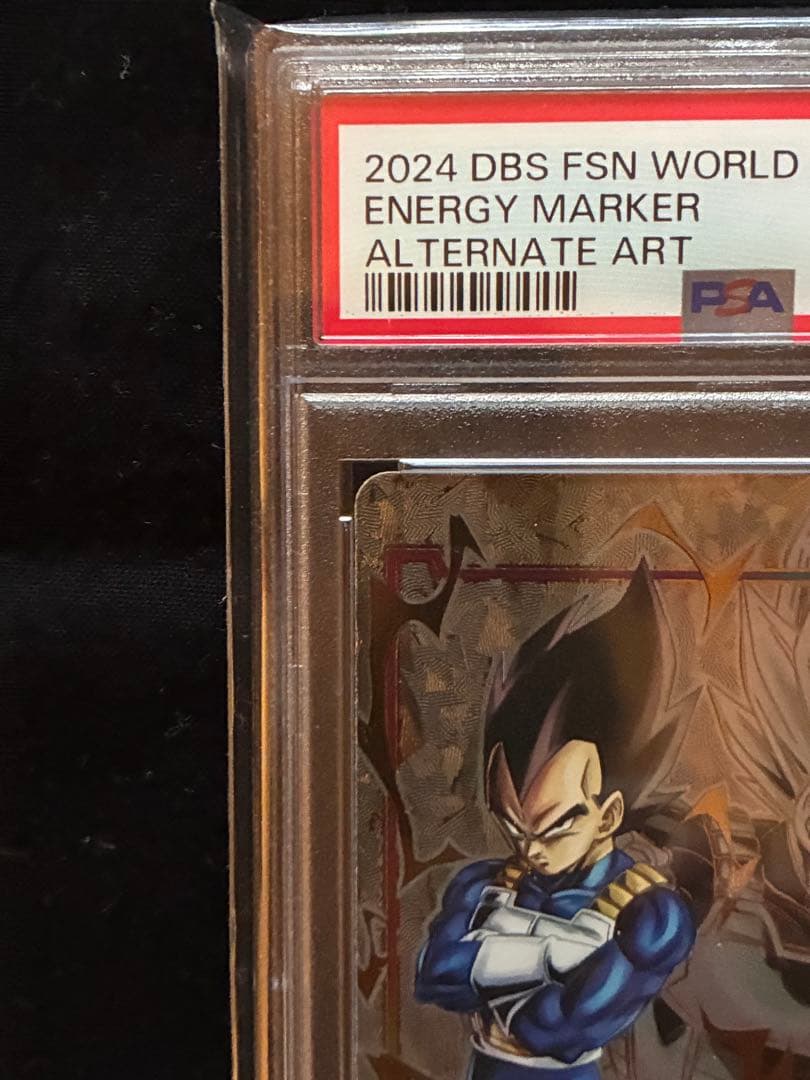 2024 DBS FSN WORLD
ENERGY MARKER
ALTERNATE ART
PSA